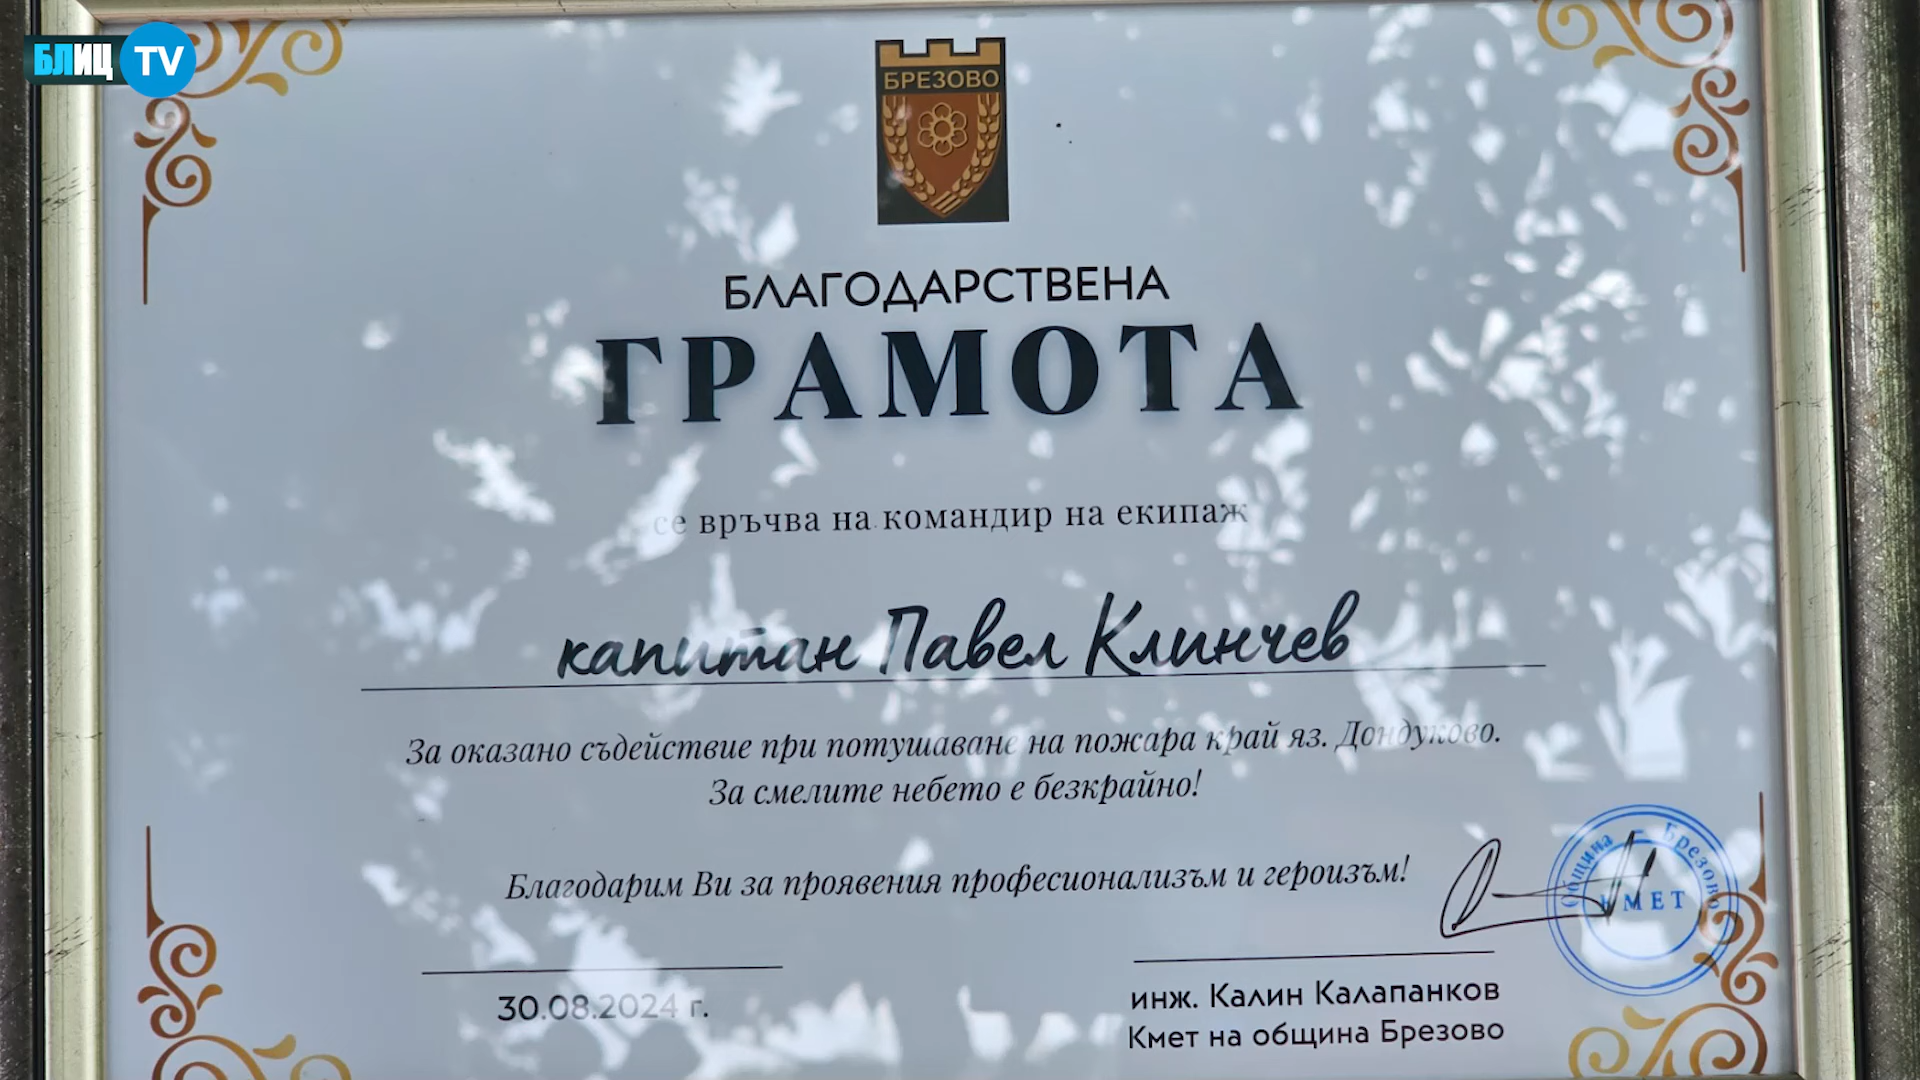 БЛИЦ TV
БРЕЗОВО
БЛАГОДАРСТВЕНА
ГРАМОТА
се връчва на командир на екипаж
капитан Павел Клинчев
За оказано съдействие при потушаване на пожара край яз. Дондуково.
За смелите небето е безкрайно!
Благодарим Ви за проявения професионализъм и героизъм!
Община Брезово
КМЕТ
30.08.2024 г.
инж. Калин Калапанков
Кмет на община Брезово